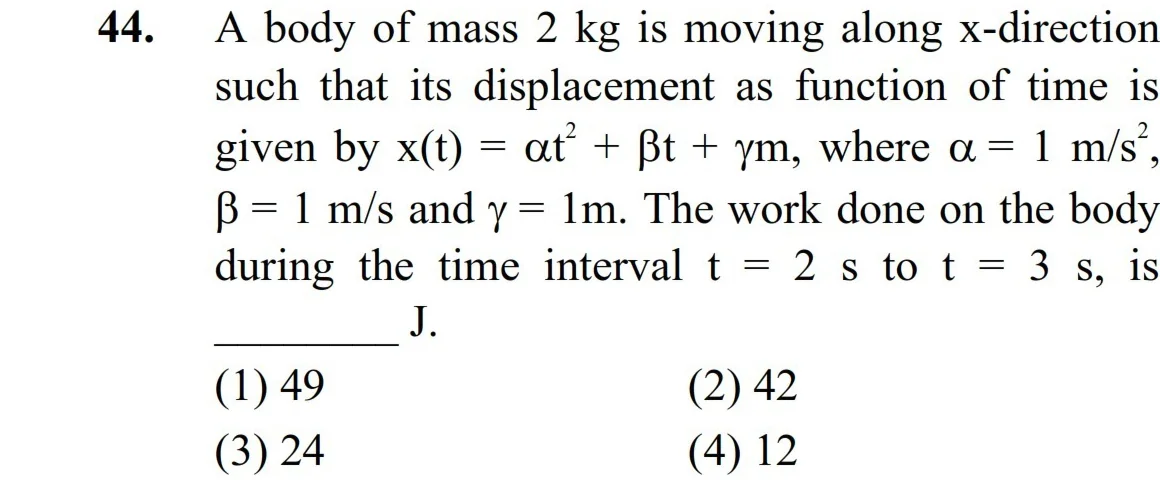 44. A body of mass 2 kg is moving along x-direction
such that its displacement as function of time is
given by x(t) = αt² + βt + γm, where α = 1 m/s²,
β = 1 m/s and γ = 1m. The work done on the body
during the time interval t = 2 s to t = 3 s, is
_________ J.
(1) 49 (2) 42
(3) 24 (4) 12